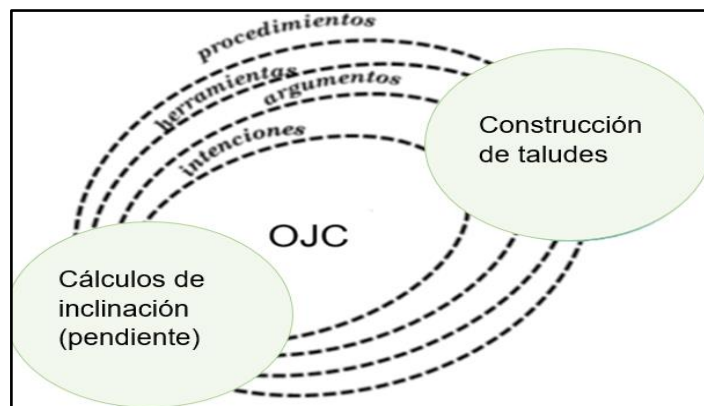 procedimientos
herramientas
argumentos
intenciones
Construcción
de taludes
OJC
Cálculos de
inclinación
(pendiente)